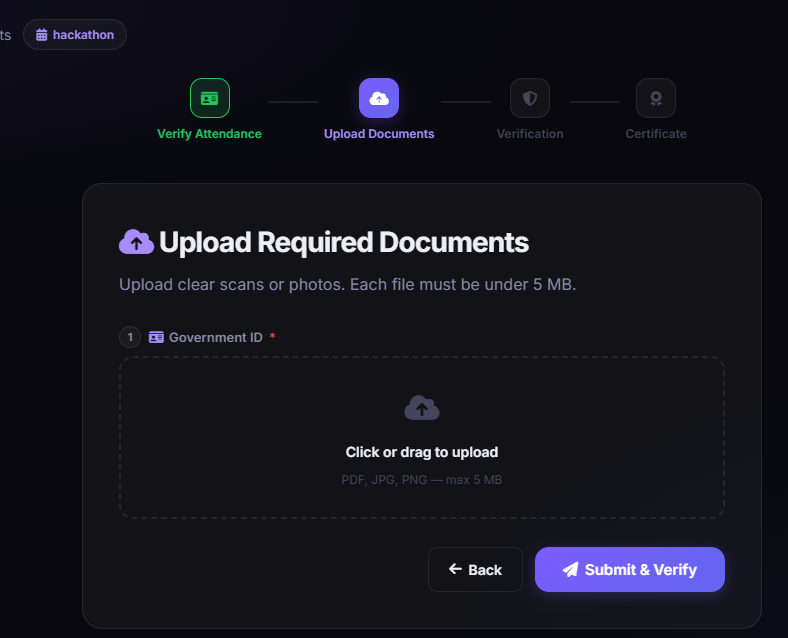 ts hackathon
Verify Attendance Upload Documents Verification Certificate
Upload Required Documents
Upload clear scans or photos. Each file must be under 5 MB.
1 Government ID *
Click or drag to upload
PDF, JPG, PNG — max 5 MB
Back Submit & Verify